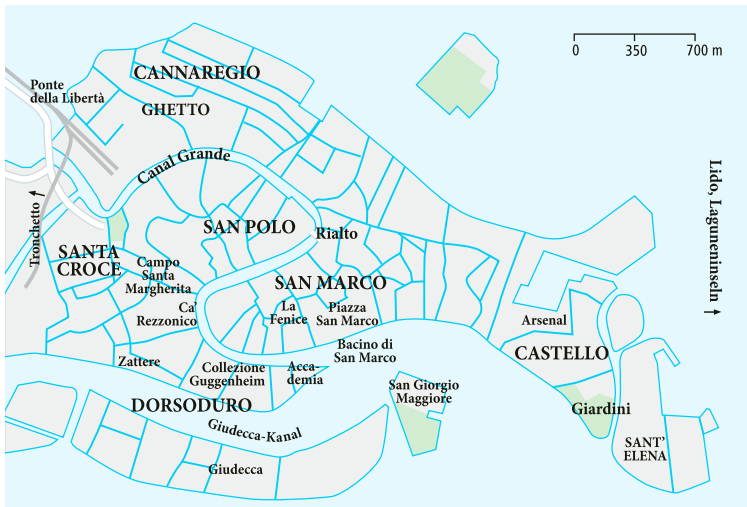 0 350 700 m
CANNAREGIO
Ponte
della Libertà
GHETTO
Canal Grande
Lido, Laguneninseln
Tronchetto
SAN POLO
Rialto
SANTA
CROCE
Campo
Santa
Margherita
SAN MARCO
Ca'
Rezzonico
La
Fenice
Piazza
San Marco
Arsenal
Bacino di
San Marco
CASTELLO
Zattere
Collezione
Guggenheim
Acca-
demia
San Giorgio
Maggiore
DORSODURO
Giardini
Giudecca-Kanal
SANT'
ELENA
Giudecca